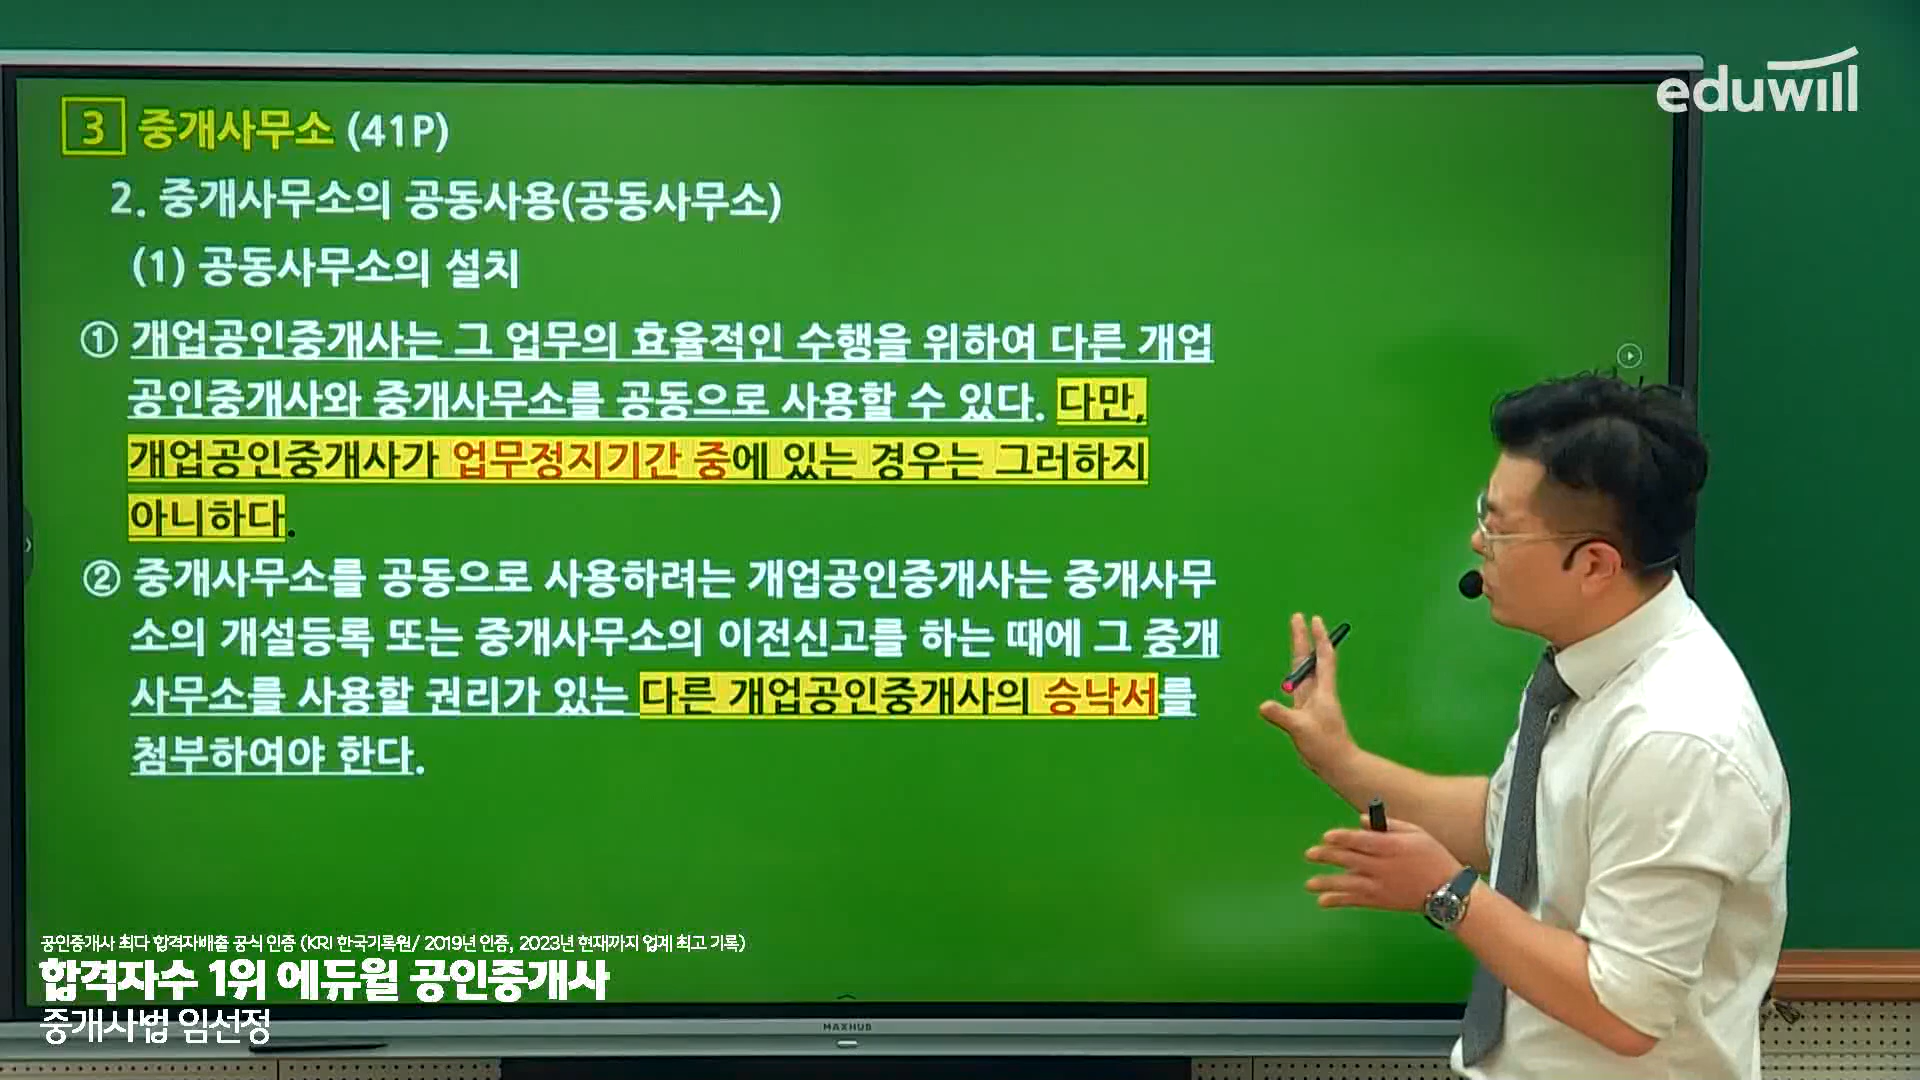 eduwill
3 중개사무소 (41P)
2. 중개사무소의 공동사용(공동사무소)
(1) 공동사무소의 설치
① 개업공인중개사는 그 업무의 효율적인 수행을 위하여 다른 개업
공인중개사와 중개사무소를 공동으로 사용할 수 있다. 다만,
개업공인중개사가 업무정지기간 중에 있는 경우는 그러하지
아니하다.
② 중개사무소를 공동으로 사용하려는 개업공인중개사는 중개사무
소의 개설등록 또는 중개사무소의 이전신고를 하는 때에 그 중개
사무소를 사용할 권리가 있는 다른 개업공인중개사의 승낙서를
첨부하여야 한다.
공인중개사 최다 합격자배출 공식 인증 (KRI 한국기록원/ 2019년 인증, 2023년 현재까지 업계 최고 기록)
합격자수 1위 에듀윌 공인중개사
중개사법 임선정
MAXHUB